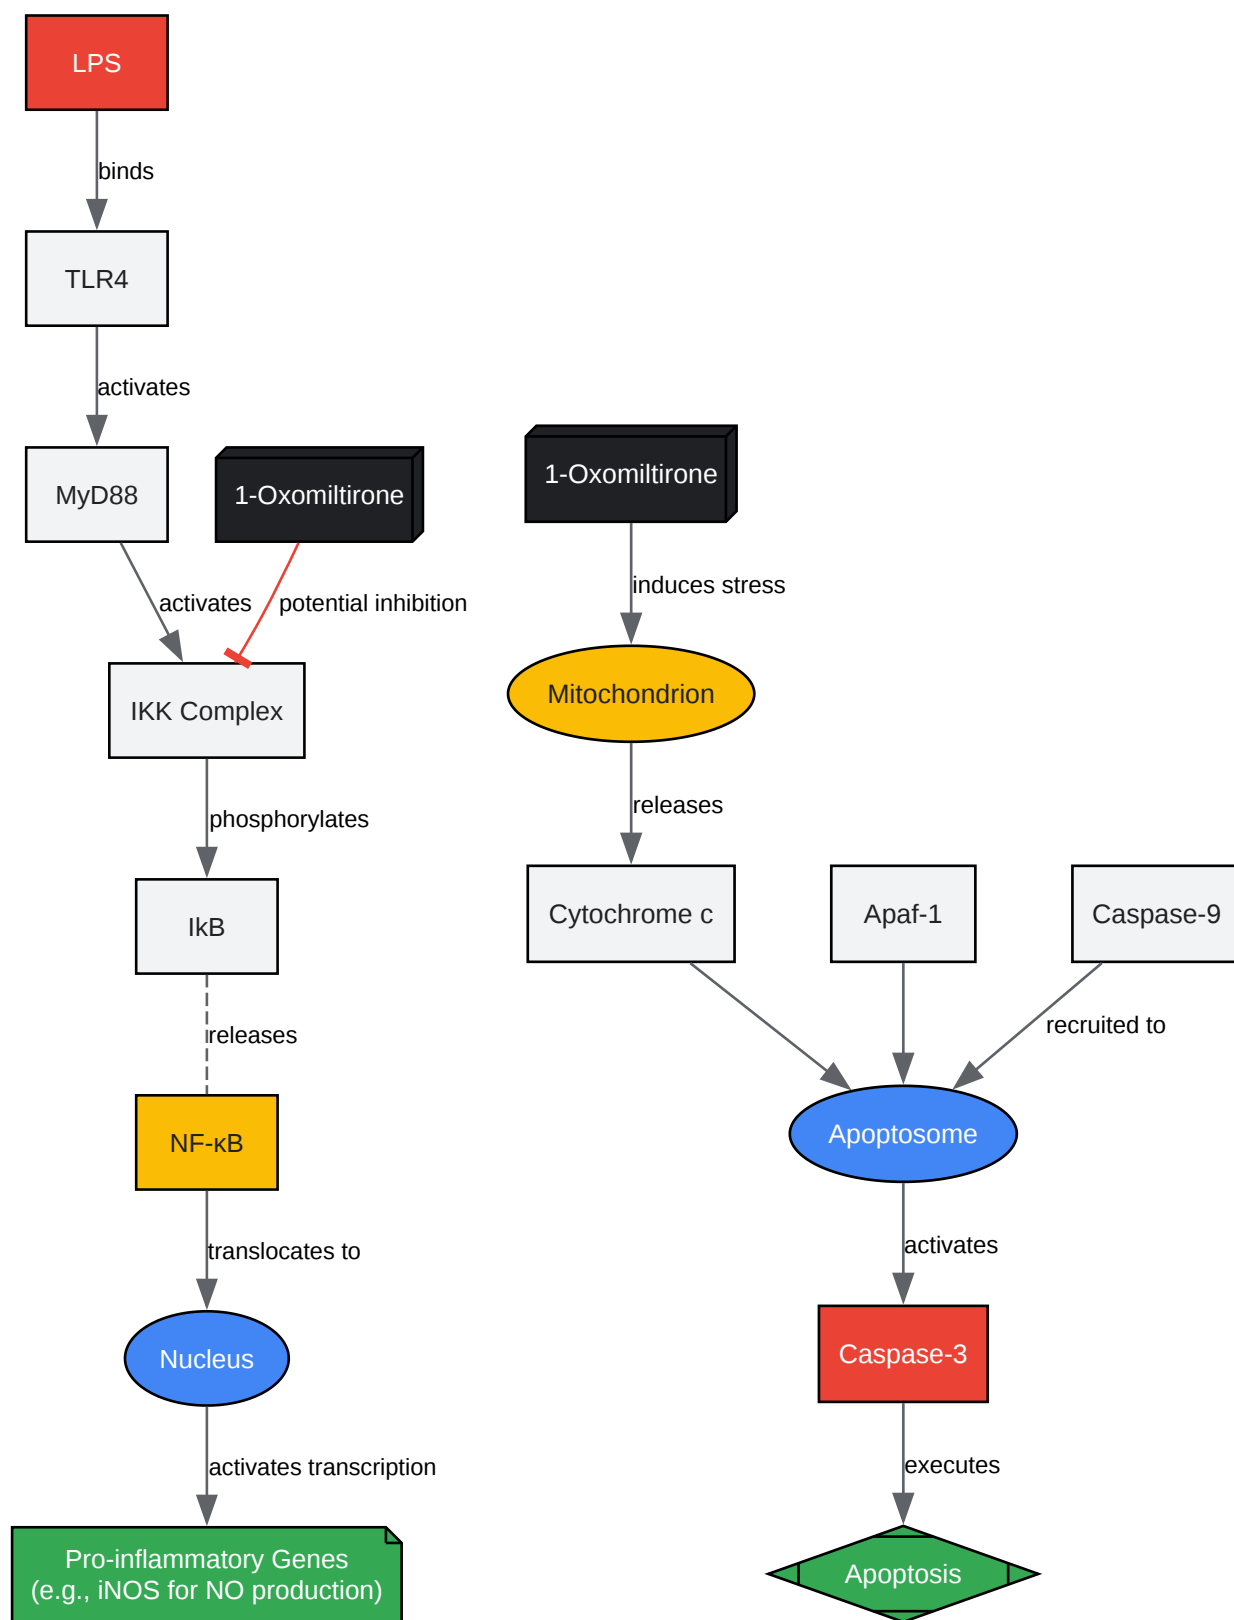 LPS
binds
TLR4
activates
MyD88
1-Oxomiltirone
activates
potential inhibition
IKK Complex
phosphorylates
IkB
releases
NF-κB
translocates to
Nucleus
activates transcription
Pro-inflammatory Genes
(e.g., iNOS for NO production)
1-Oxomiltirone
induces stress
Mitochondrion
releases
Cytochrome c
Apaf-1
Caspase-9
recruited to
Apoptosome
activates
Caspase-3
executes
Apoptosis